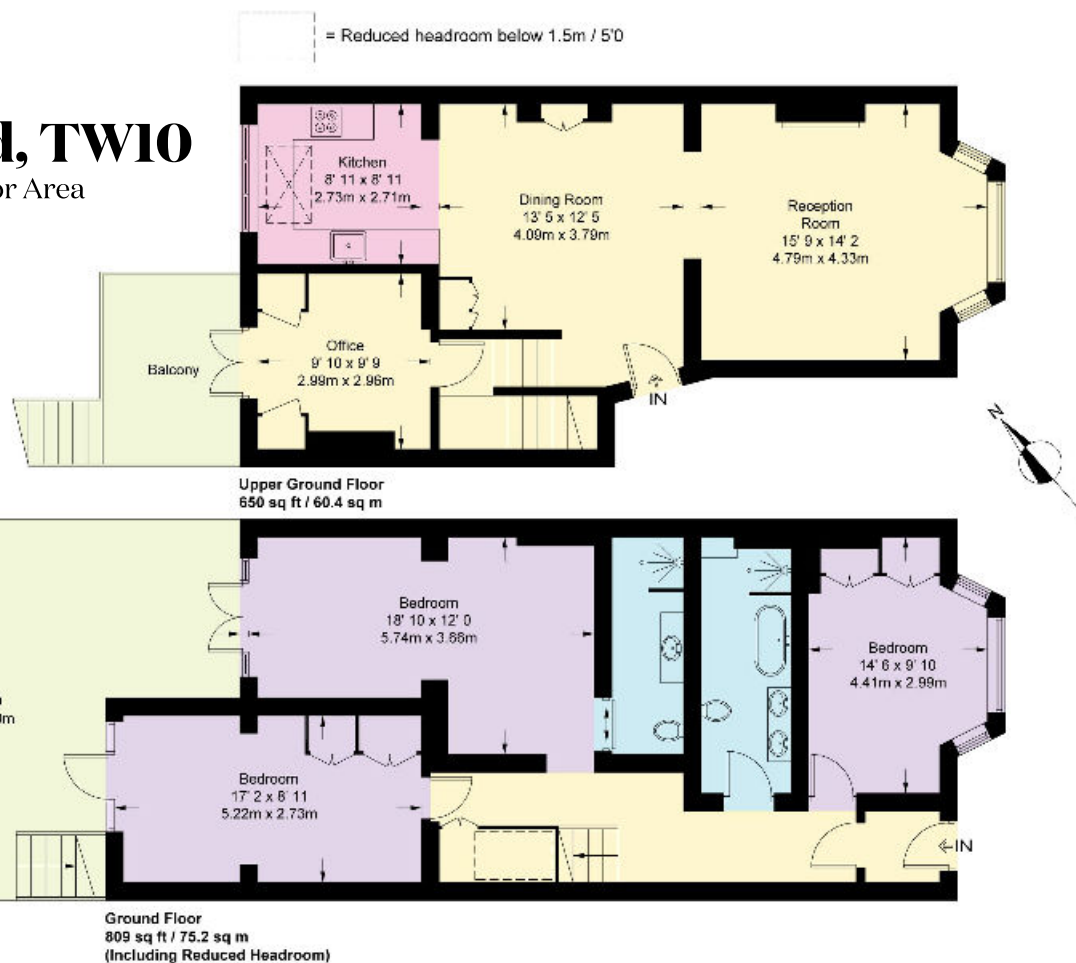 = Reduced headroom below 1.5m / 5'0
d, TW10
or Area
Kitchen
8' 11 x 8' 11
2.73m x 2.71m
Dining Room
13' 5 x 12' 5
4.09m x 3.79m
Reception
Room
15' 9 x 14' 2
4.79m x 4.33m
Office
9' 10 x 9' 9
2.99m x 2.96m
Balcony
IN
N
Upper Ground Floor
650 sq ft / 60.4 sq m
Bedroom
18' 10 x 12' 0
5.74m x 3.66m
Bedroom
14' 6 x 9' 10
4.41m x 2.99m
Bedroom
17' 2 x 8' 11
5.22m x 2.73m
IN
Ground Floor
809 sq ft / 75.2 sq m
(Including Reduced Headroom)